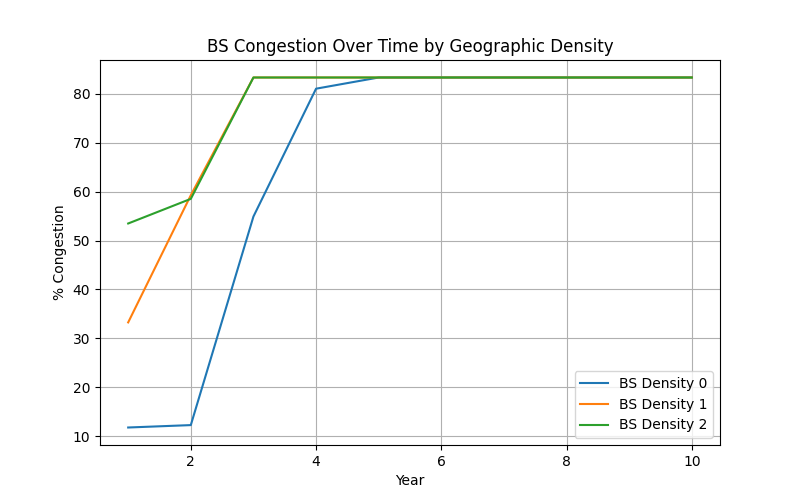 BS Congestion Over Time by Geographic Density
% Congestion
80
70
60
50
40
30
20
10
2
4
6
8
10
Year
BS Density 0
BS Density 1
BS Density 2